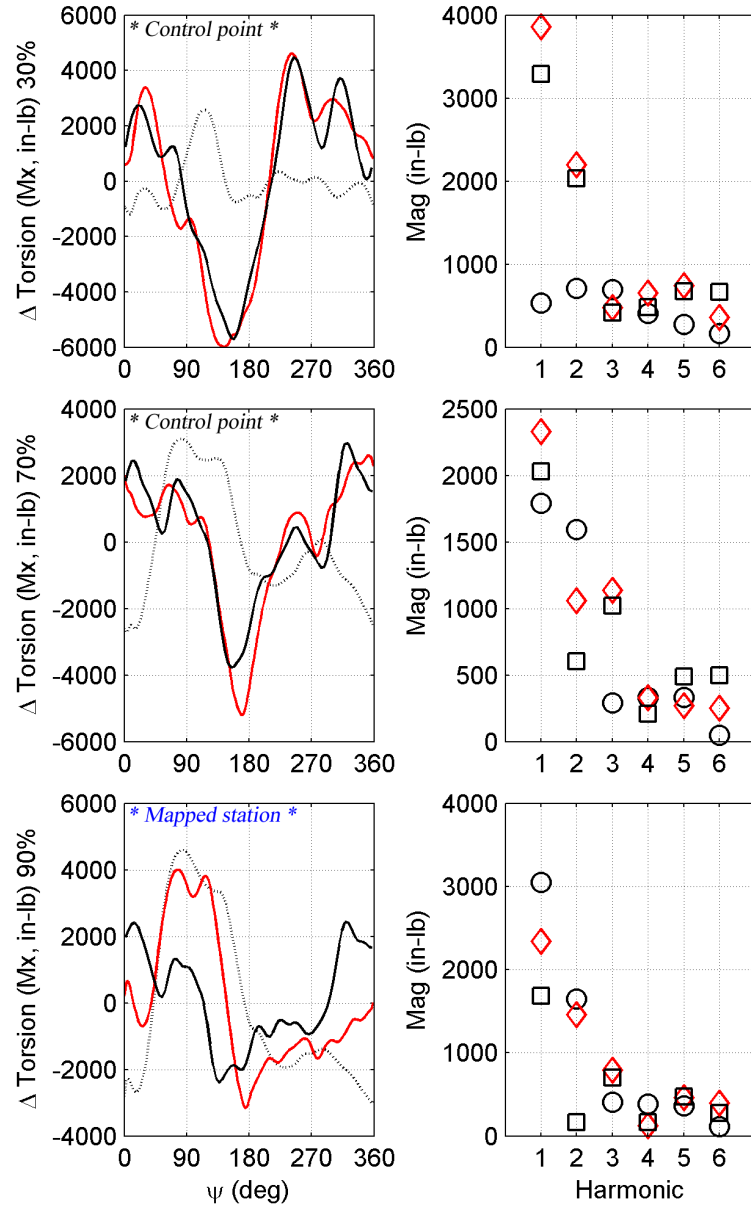 * Control point *
Δ Torsion (Mx, in-lb) 30%
6000
4000
2000
0
-2000
-4000
-6000
0 90 180 270 360
Mag (in-lb)
4000
3000
2000
1000
0
1 2 3 4 5 6
* Control point *
Δ Torsion (Mx, in-lb) 70%
4000
2000
0
-2000
-4000
-6000
0 90 180 270 360
Mag (in-lb)
2500
2000
1500
1000
500
0
1 2 3 4 5 6
* Mapped station *
Δ Torsion (Mx, in-lb) 90%
6000
4000
2000
0
-2000
-4000
0 90 180 270 360
ψ (deg)
Mag (in-lb)
4000
3000
2000
1000
0
1 2 3 4 5 6
Harmonic